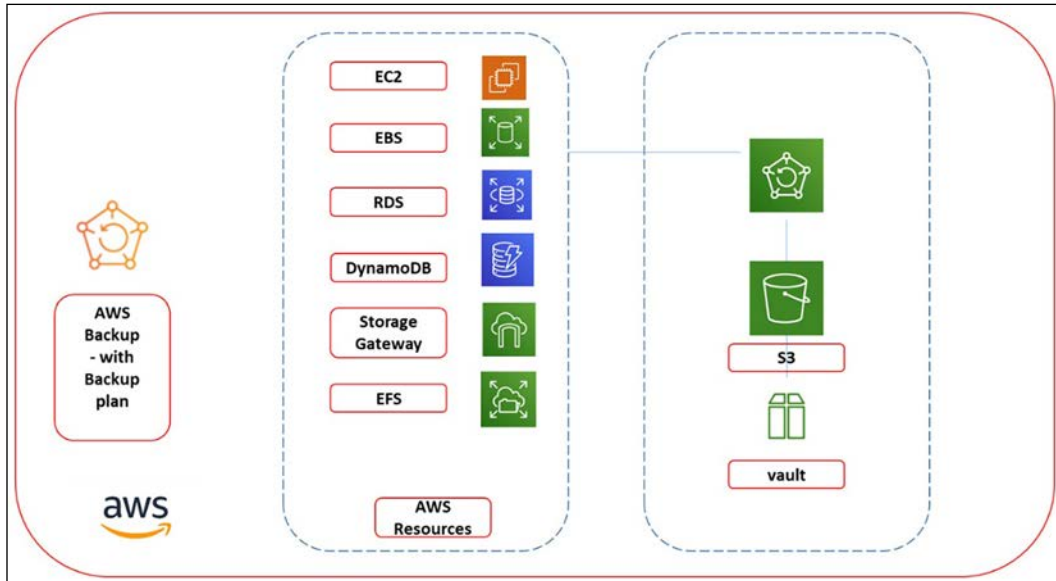 AWS
Backup
- with
Backup
plan
aws
EC2
EBS
RDS
DynamoDB
Storage
Gateway
EFS
AWS
Resources
S3
vault